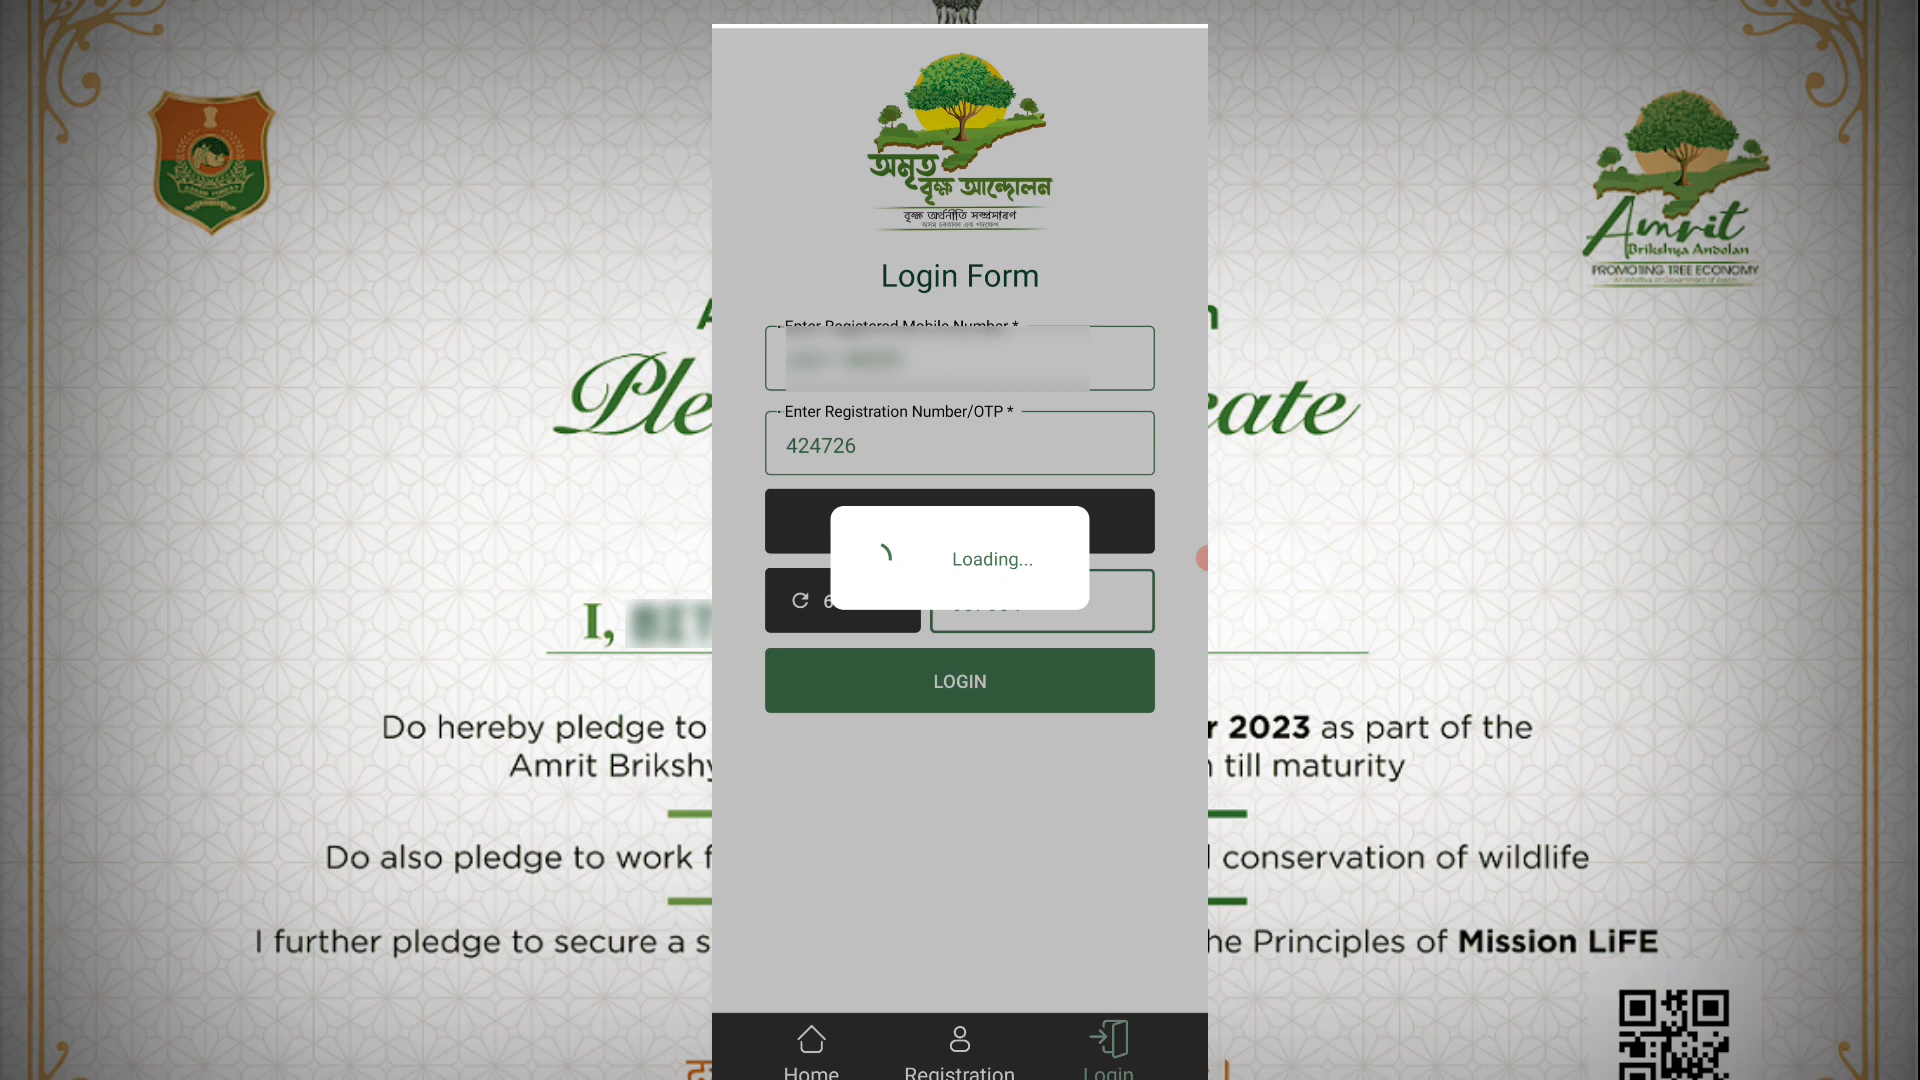 অমৃত
বৃক্ষ আন্দোলন
বৃক্ষ অৰ্থনীতি সম্প্ৰসাৰণ
Login Form
Enter Registered Mobile Number *
Enter Registration Number/OTP *
424726
Loading...
LOGIN
Home
Registration
Login
Amrit
Brikshya Andolan
PROMOTING TREE ECONOMY
Ple
cate
I,
Do hereby pledge to
r 2023 as part of the
Amrit Brikshy
till maturity
Do also pledge to work f
conservation of wildlife
I further pledge to secure a s
he Principles of Mission LiFE